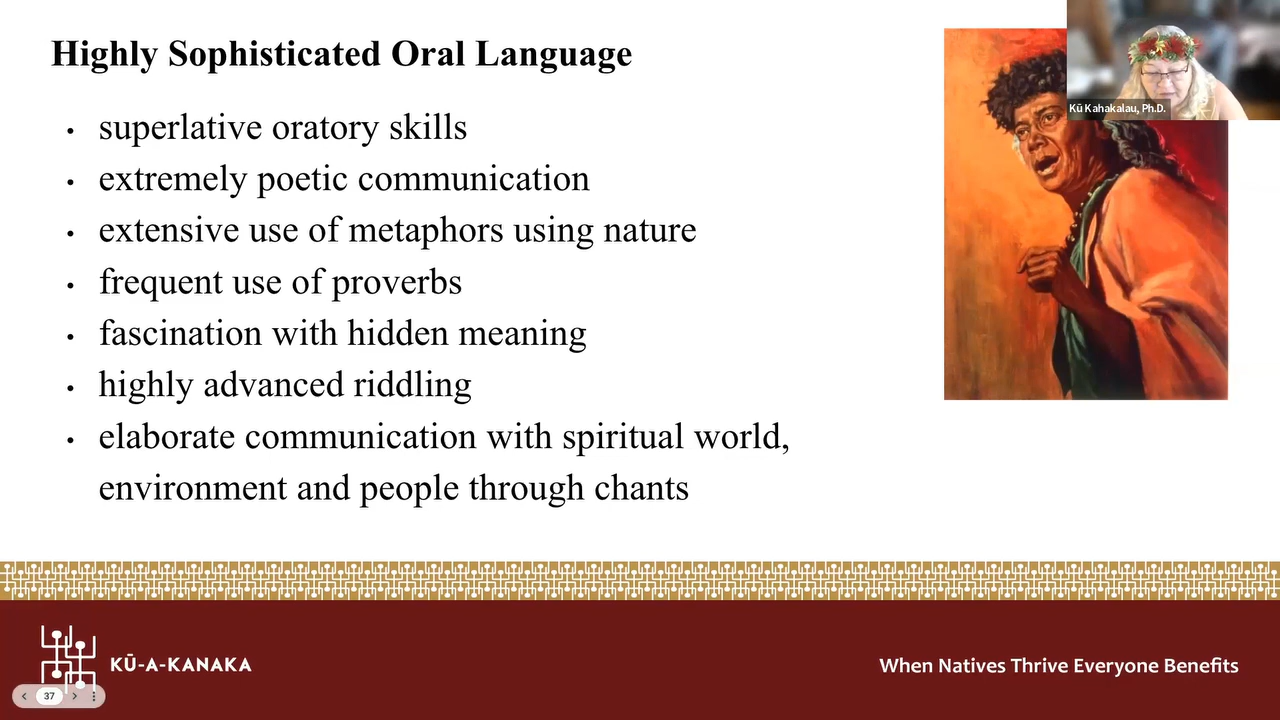 Highly Sophisticated Oral Language
• superlative oratory skills
• extremely poetic communication
• extensive use of metaphors using nature
• frequent use of proverbs
• fascination with hidden meaning
• highly advanced riddling
• elaborate communication with spiritual world,
environment and people through chants
Kū Kahakalau, Ph.D.
KŪ-A-KANAKA
When Natives Thrive Everyone Benefits
37